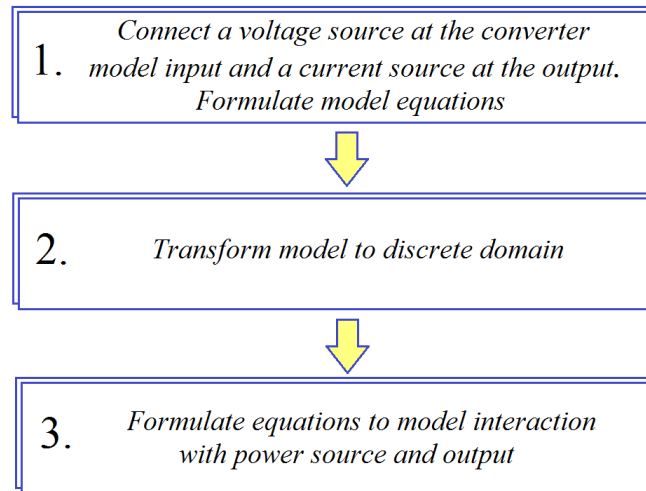 1. Connect a voltage source at the converter
model input and a current source at the output.
Formulate model equations
2. Transform model to discrete domain
3. Formulate equations to model interaction
with power source and output